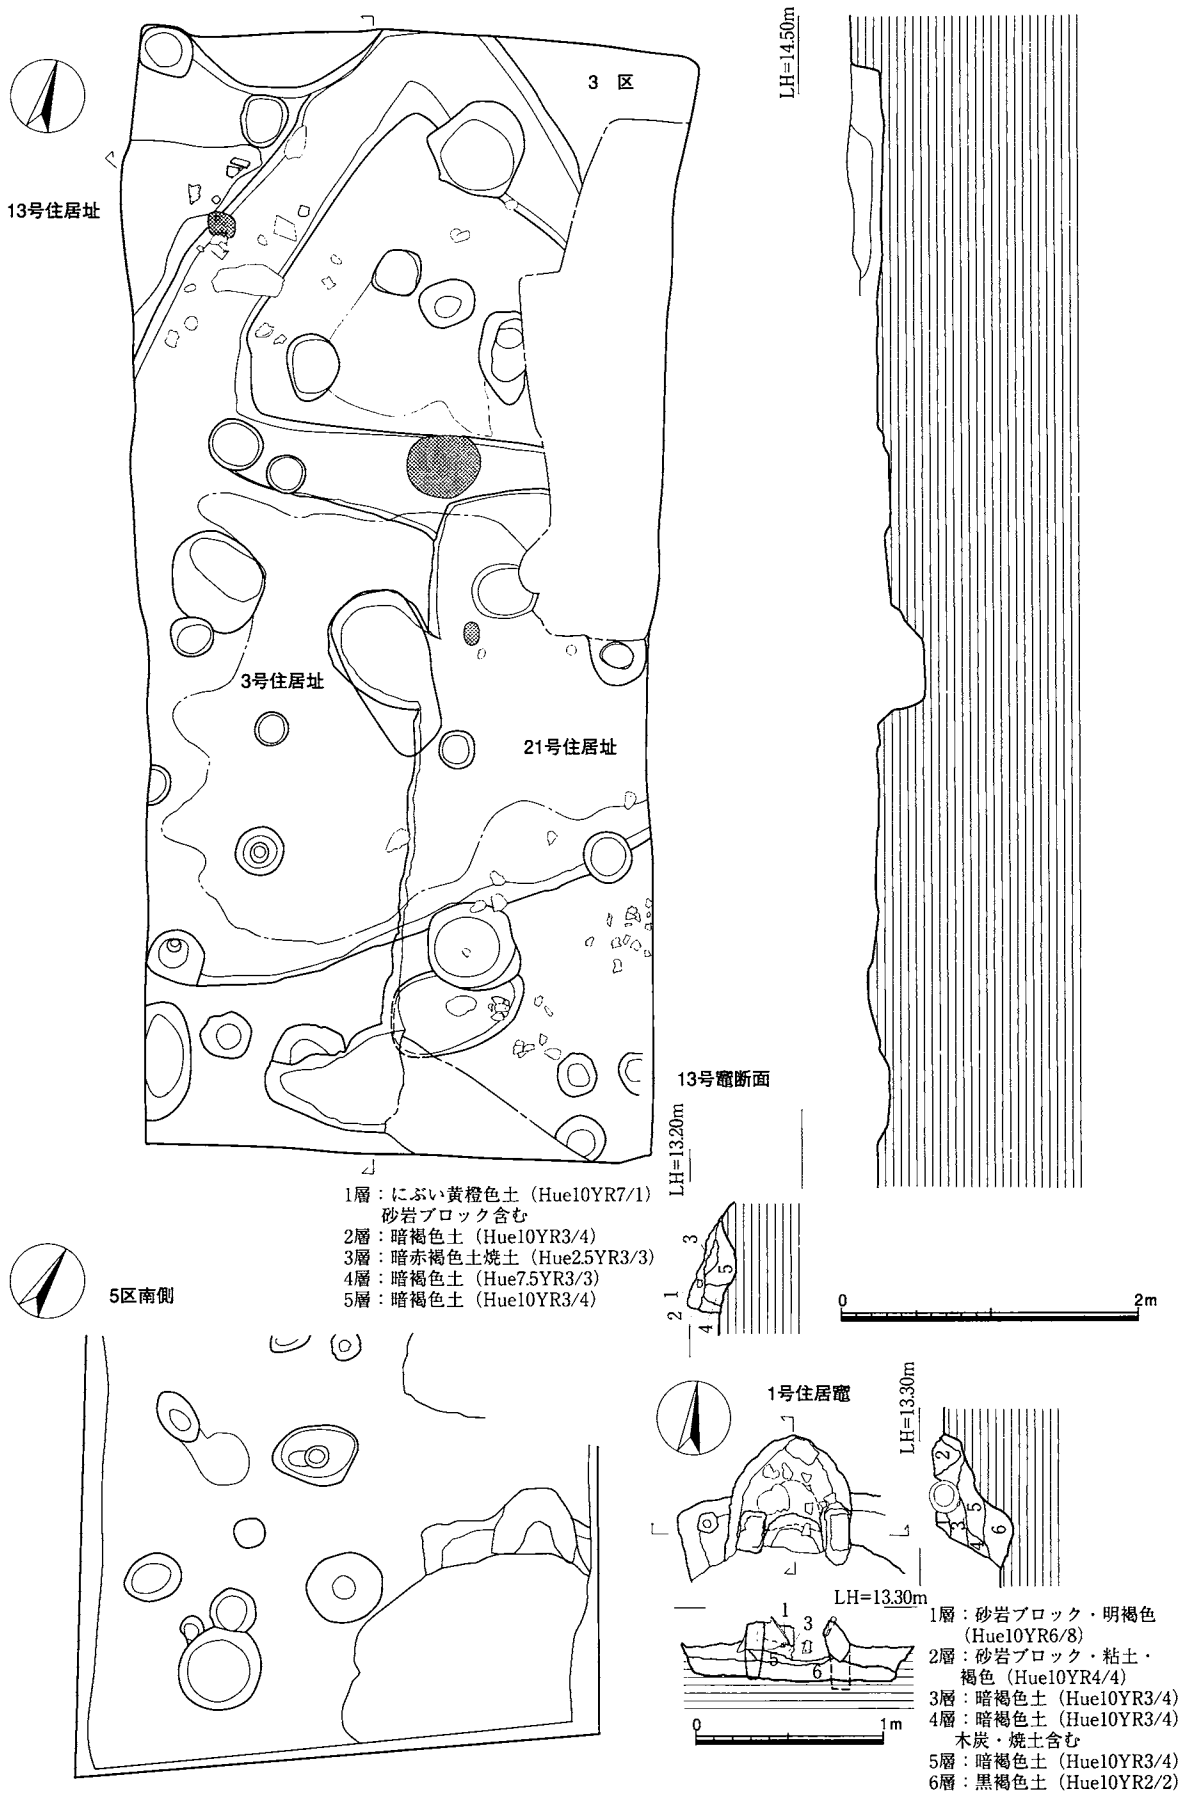 3 区
LH=14.50m
13号住居址
3号住居址
21号住居址
13号竈断面
LH=13.20m
1層：にぶい黄橙色土 (Hue10YR7/1)
砂岩ブロック含む
2層：暗褐色土 (Hue10YR3/4)
3層：暗赤褐色土焼土 (Hue2.5YR3/3)
4層：暗褐色土 (Hue7.5YR3/3)
5層：暗褐色土 (Hue10YR3/4)
3
5
1
2
4
0 2m
5区南側
1号住居竈
LH=13.30m
2
1
3
5
4
6
LH=13.30m
1
3
5
6
0 1m
1層：砂岩ブロック・明褐色
(Hue10YR6/8)
2層：砂岩ブロック・粘土・
褐色 (Hue10YR4/4)
3層：暗褐色土 (Hue10YR3/4)
4層：暗褐色土 (Hue10YR3/4)
木炭・焼土含む
5層：暗褐色土 (Hue10YR3/4)
6層：黒褐色土 (Hue10YR2/2)